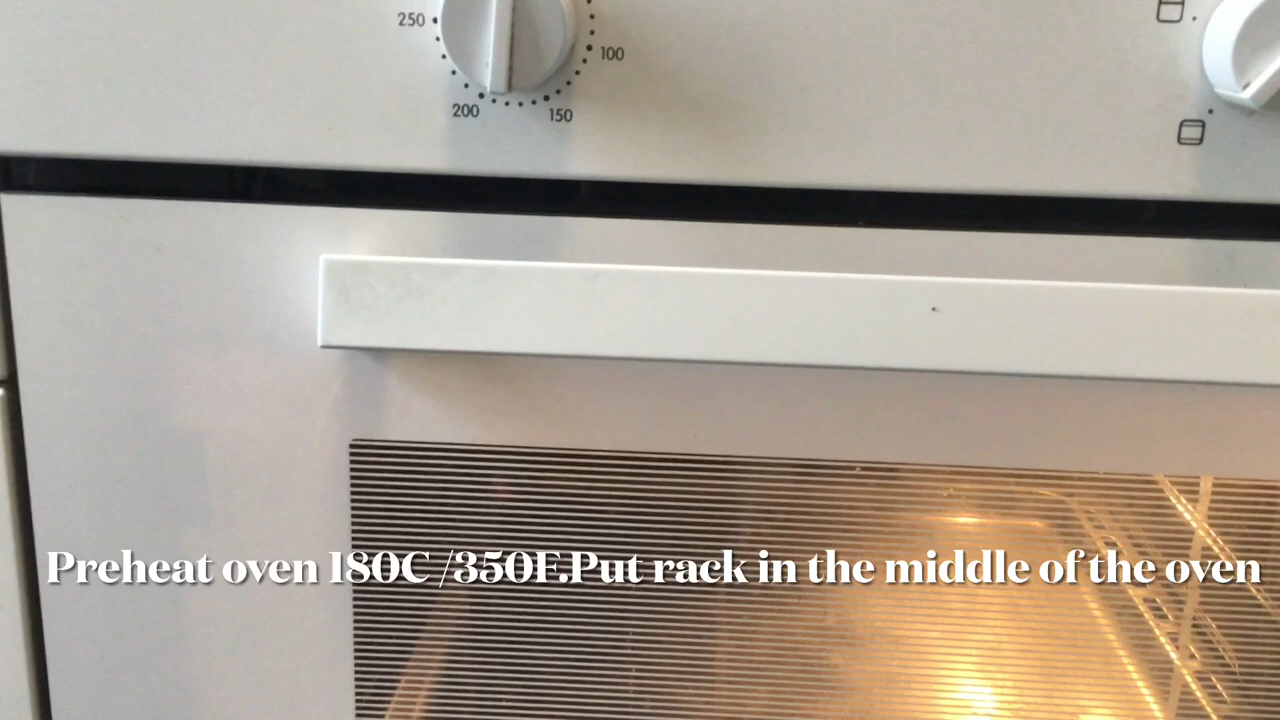 250
100
200
150
Preheat oven 180C /350F.Put rack in the middle of the oven